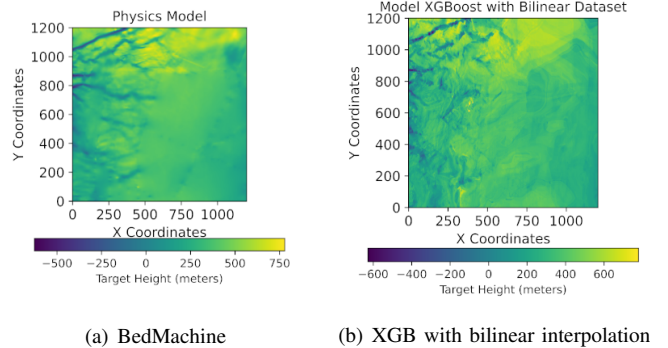 Physics Model
1200
1000
800
600
400
200
0
Y Coordinates
0 250 500 750 1000
X Coordinates
−500 −250 0 250 500 750
Target Height (meters)
(a) BedMachine
Model XGBoost with Bilinear Dataset
1200
1000
800
600
400
200
0
Y Coordinates
0 250 500 750 1000
X Coordinates
−600 −400 −200 0 200 400 600
Target Height (meters)
(b) XGB with bilinear interpolation